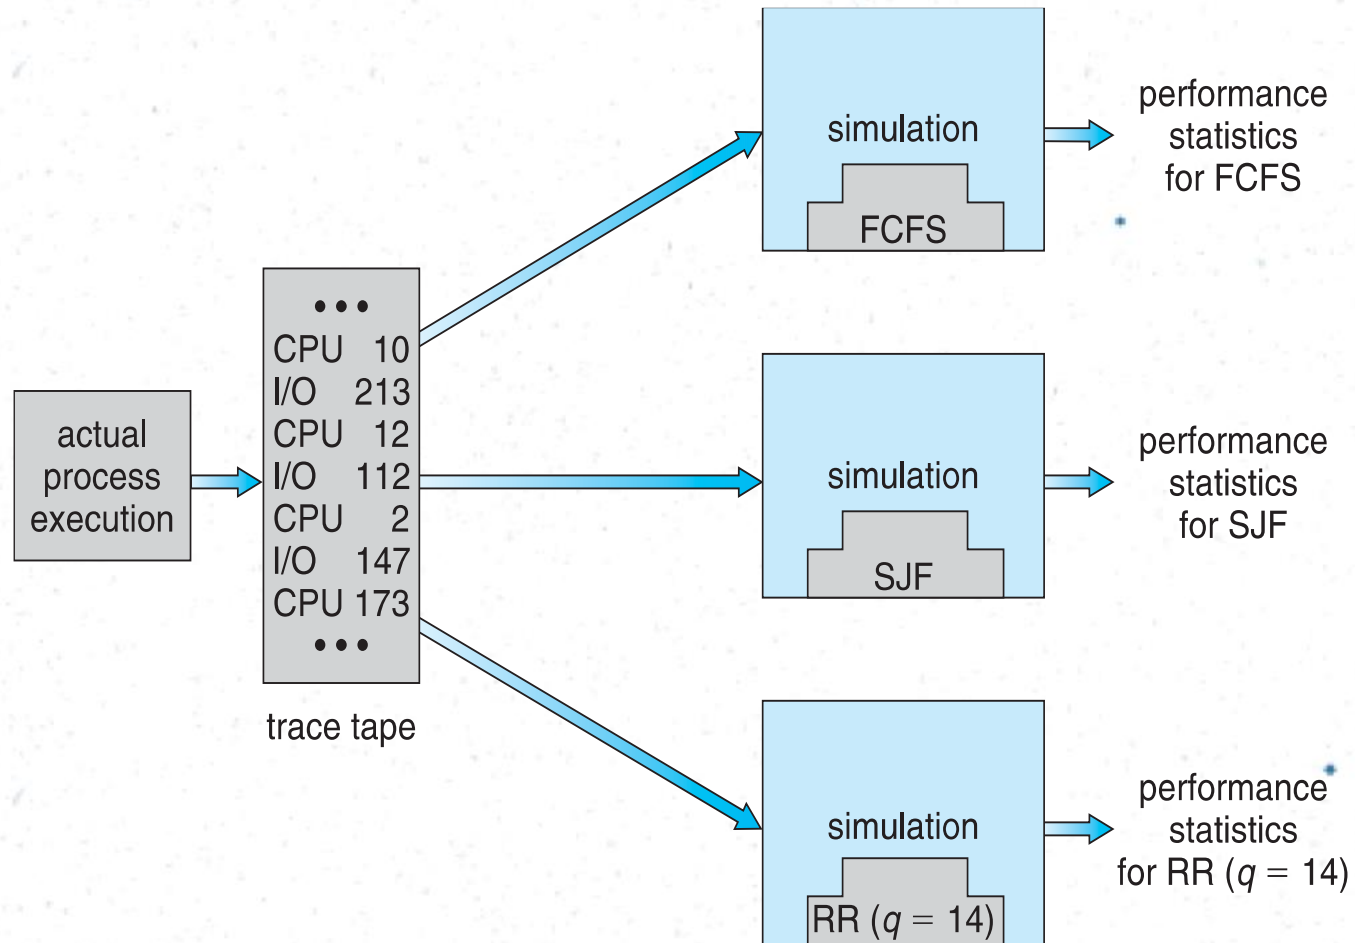 actual
process
execution
•••
CPU 10
I/O 213
CPU 12
I/O 112
CPU 2
I/O 147
CPU 173
•••
trace tape
simulation
FCFS
performance
statistics
for FCFS
simulation
SJF
performance
statistics
for SJF
simulation
RR (q = 14)
performance
statistics
for RR (q = 14)